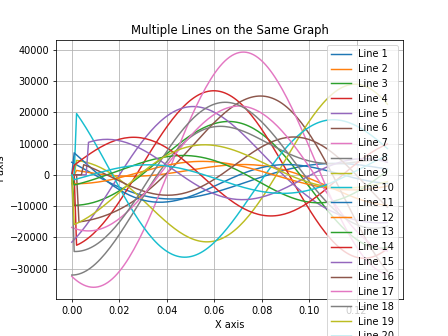 Multiple Lines on the Same Graph
40000
30000
20000
10000
0
−10000
−20000
−30000
0.00
0.02
0.04
0.06
0.08
0.10
X axis
Line 1
Line 2
Line 3
Line 4
Line 5
Line 6
Line 7
Line 8
Line 9
Line 10
Line 11
Line 12
Line 13
Line 14
Line 15
Line 16
Line 17
Line 18
Line 19
Line 20